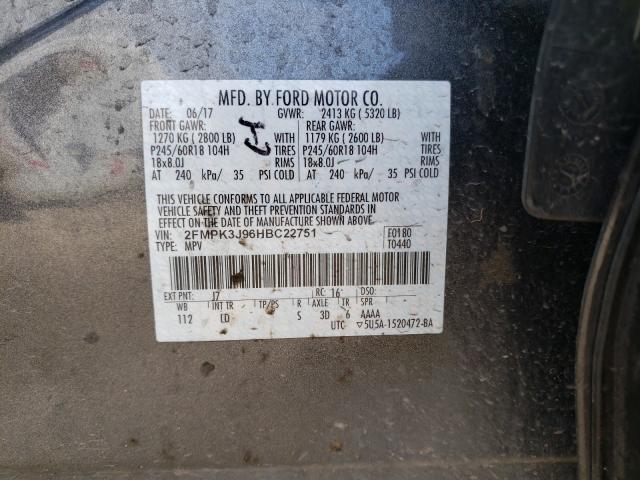 MFD. BY FORD MOTOR CO.
DATE: 06/17 GVWR: 2413 KG ( 5320 LB)
FRONT GAWR: REAR GAWR:
1270 KG ( 2800 LB) WITH 1179 KG ( 2600 LB) WITH
P245/60R18 104H TIRES P245/60R18 104H TIRES
18x8.0J RIMS 18x8.0J RIMS
AT 240 kPa/ 35 PSI COLD AT 240 kPa/ 35 PSI COLD
THIS VEHICLE CONFORMS TO ALL APPLICABLE FEDERAL MOTOR
VEHICLE SAFETY AND THEFT PREVENTION STANDARDS IN
EFFECT ON THE DATE OF MANUFACTURE SHOWN ABOVE.
VIN: 2FMPK3J96HBC22751 F0180
TYPE: MPV T0440
EXT PNT: J7 RC: 16 DSO:
WB INT TR TP/PS R AXLE TR SPR
112 CD S 3D 6 AAAA
UTC ▽5U5A-1520472-BA